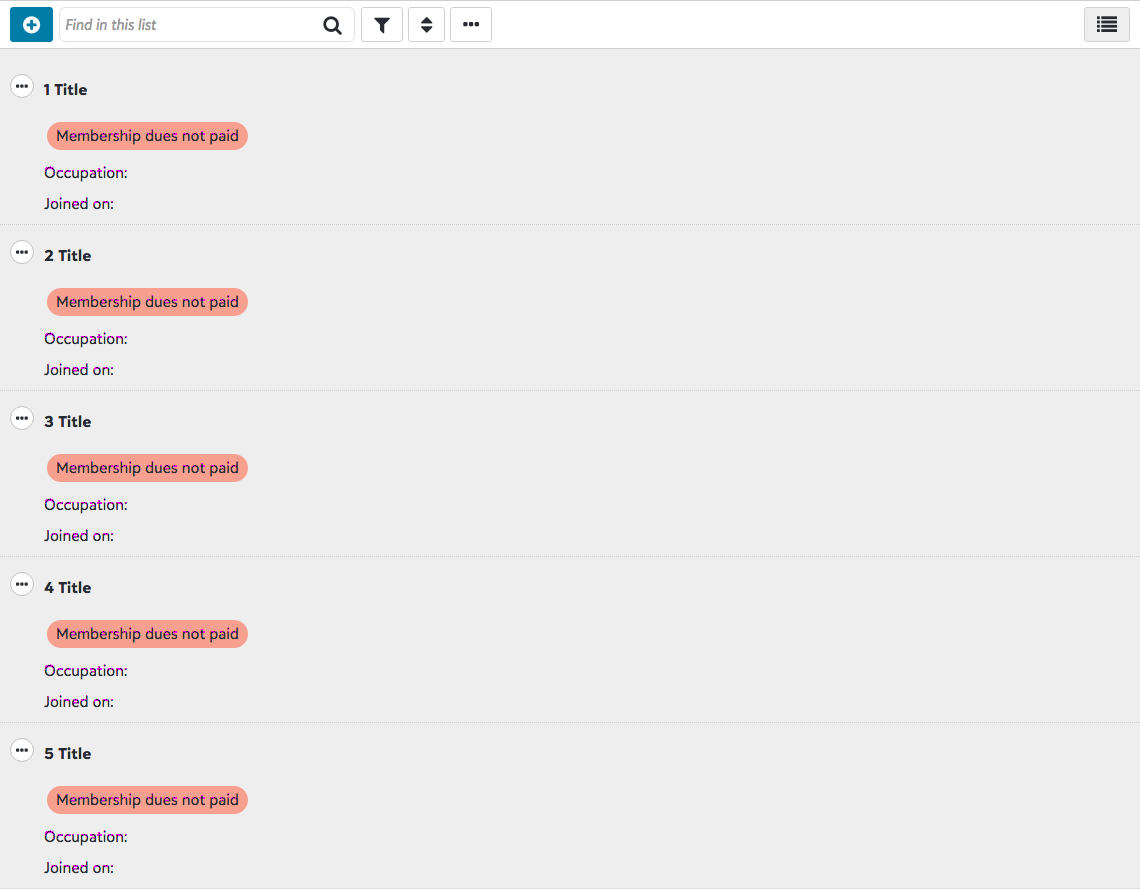 Find in this list
1 Title
Membership dues not paid
Occupation:
Joined on:
2 Title
Membership dues not paid
Occupation:
Joined on:
3 Title
Membership dues not paid
Occupation:
Joined on:
4 Title
Membership dues not paid
Occupation:
Joined on:
5 Title
Membership dues not paid
Occupation:
Joined on: